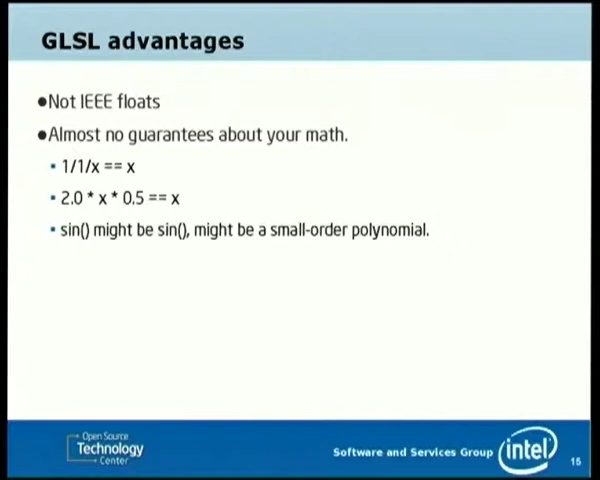 GLSL advantages
●Not IEEE floats
●Almost no guarantees about your math.
▪ 1/1/x == x
▪ 2.0 * x * 0.5 == x
▪ sin() might be sin(), might be a small-order polynomial.
Open Source
Technology
Center
Software and Services Group
intel
15